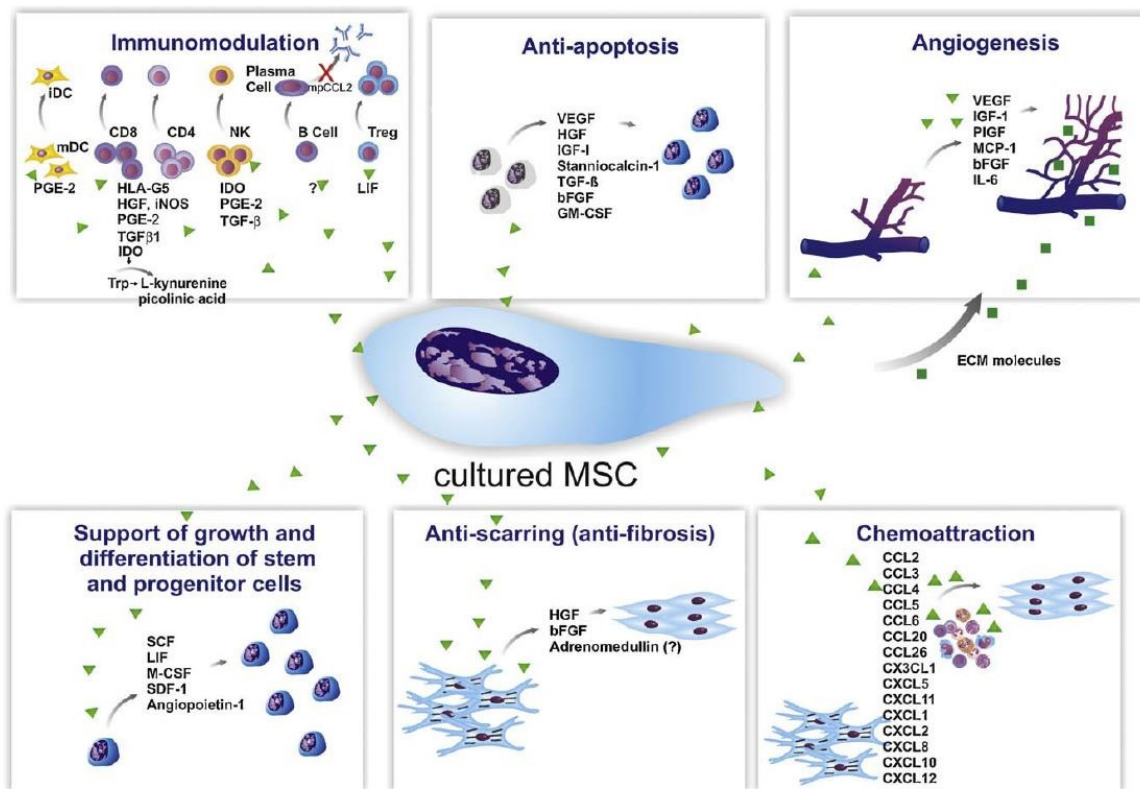 Immunomodulation
iDC
Plasma
Cell
mpCCL2
mDC
CD8
CD4
NK
B Cell
Treg
PGE-2
HLA-G5
HGF, iNOS
PGE-2
TGFβ1
IDO
IDO
PGE-2
TGF-β
?
LIF
Trp→L-kynurenine
picolinic acid
Anti-apoptosis
VEGF
HGF
IGF-I
Stanniocalcin-1
TGF-ß
bFGF
GM-CSF
Angiogenesis
VEGF
IGF-1
PIGF
MCP-1
bFGF
IL-6
ECM molecules
cultured MSC
Support of growth and
differentiation of stem
and progenitor cells
SCF
LIF
M-CSF
SDF-1
Angiopoietin-1
Anti-scarring (anti-fibrosis)
HGF
bFGF
Adrenomedullin (?)
Chemoattraction
CCL2
CCL3
CCL4
CCL5
CCL6
CCL20
CCL26
CX3CL1
CXCL5
CXCL11
CXCL1
CXCL2
CXCL8
CXCL10
CXCL12